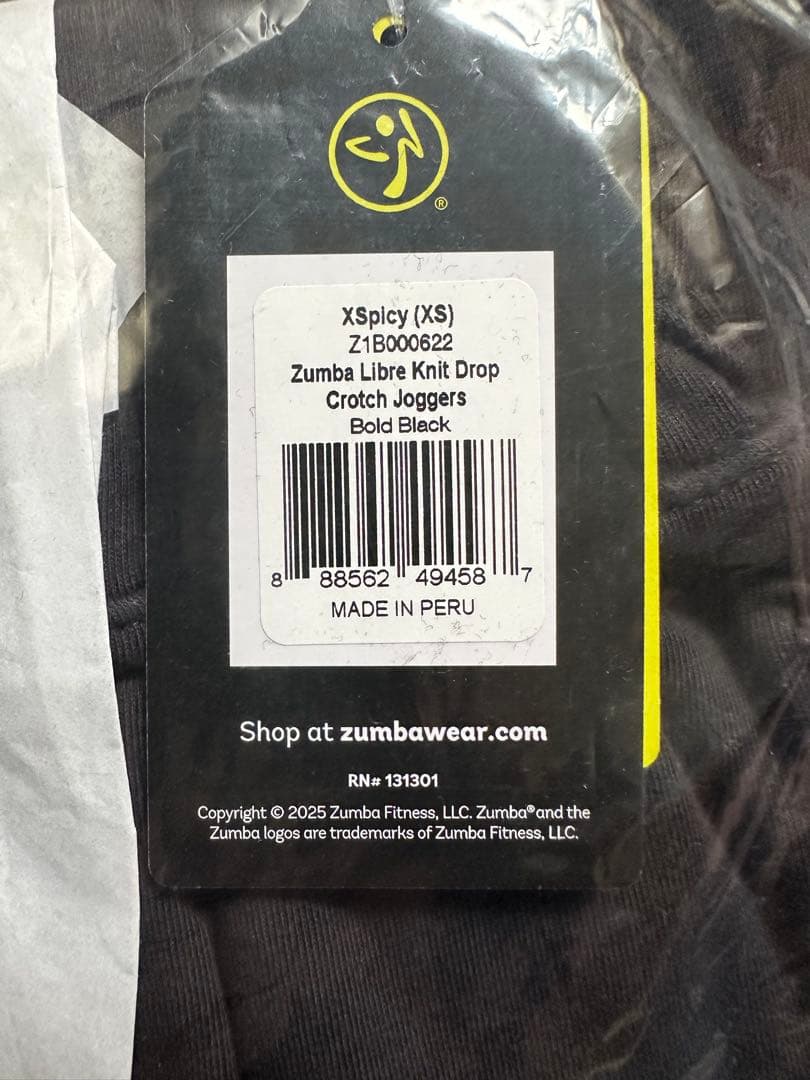 ®
XSpicy (XS)
Z1B000622
Zumba Libre Knit Drop
Crotch Joggers
Bold Black
8 88562 49458 7
MADE IN PERU
Shop at zumbawear.com
RN# 131301
Copyright © 2025 Zumba Fitness, LLC. Zumba® and the
Zumba logos are trademarks of Zumba Fitness, LLC.